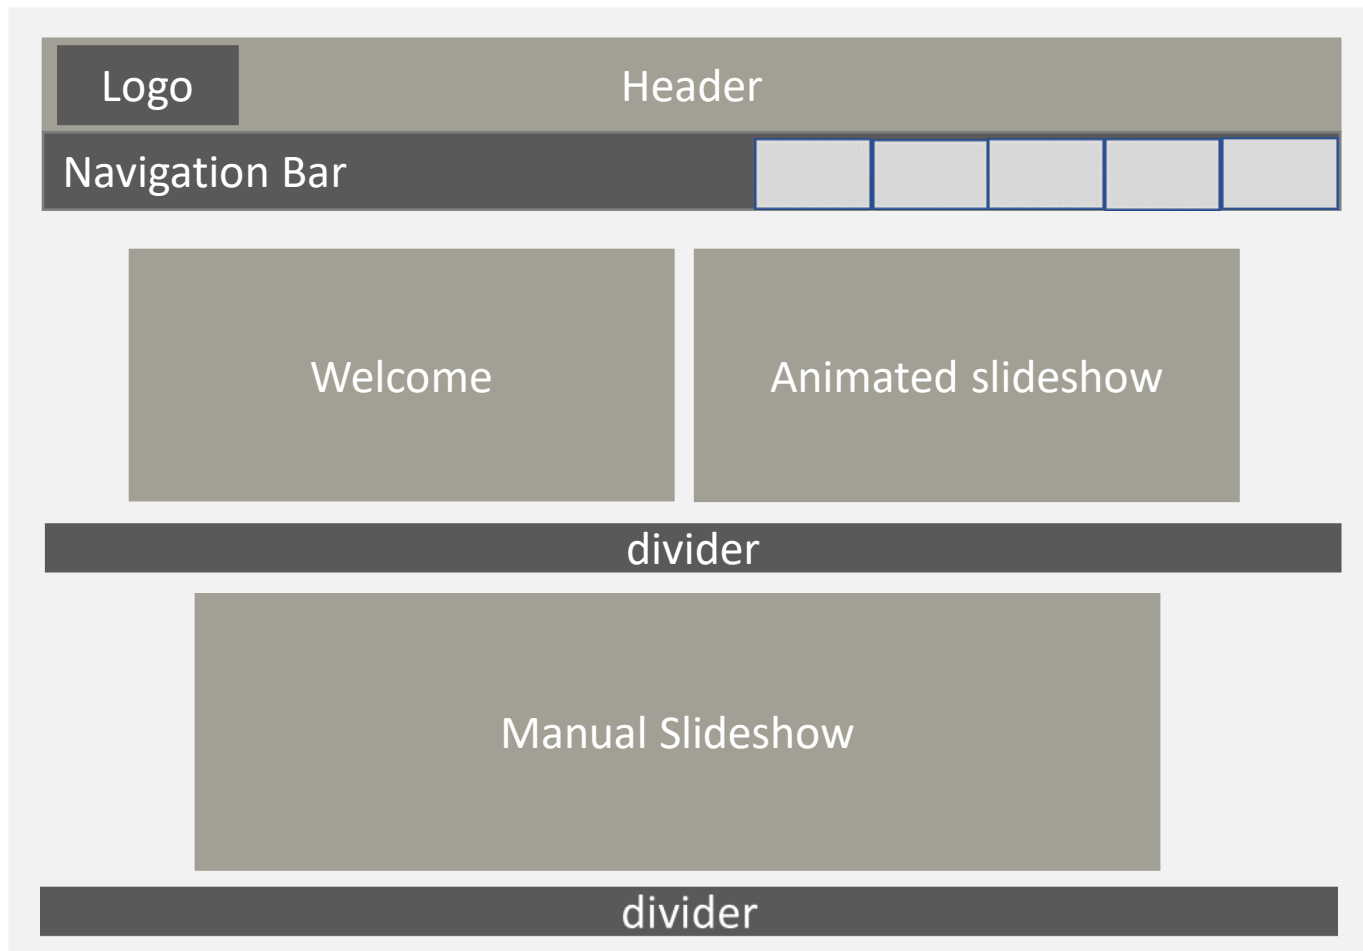 Logo
Header
Navigation Bar
Welcome
Animated slideshow
divider
Manual Slideshow
divider